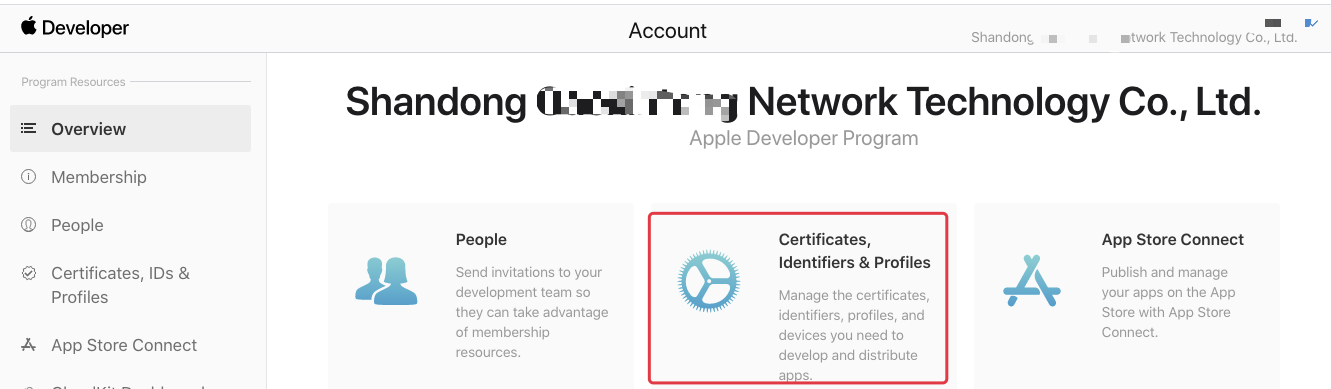 Developer
Account
Shandong
twork Technology Co., Ltd.
Program Resources
Overview
Membership
People
Certificates, IDs &
Profiles
App Store Connect
Shandong Network Technology Co., Ltd.
Apple Developer Program
People
Send invitations to your
development team so
they can take advantage
of membership
resources.
Certificates,
Identifiers & Profiles
Manage the certificates,
identifiers, profiles, and
devices you need to
develop and distribute
apps.
App Store Connect
Publish and manage
your apps on the App
Store with App Store
Connect.